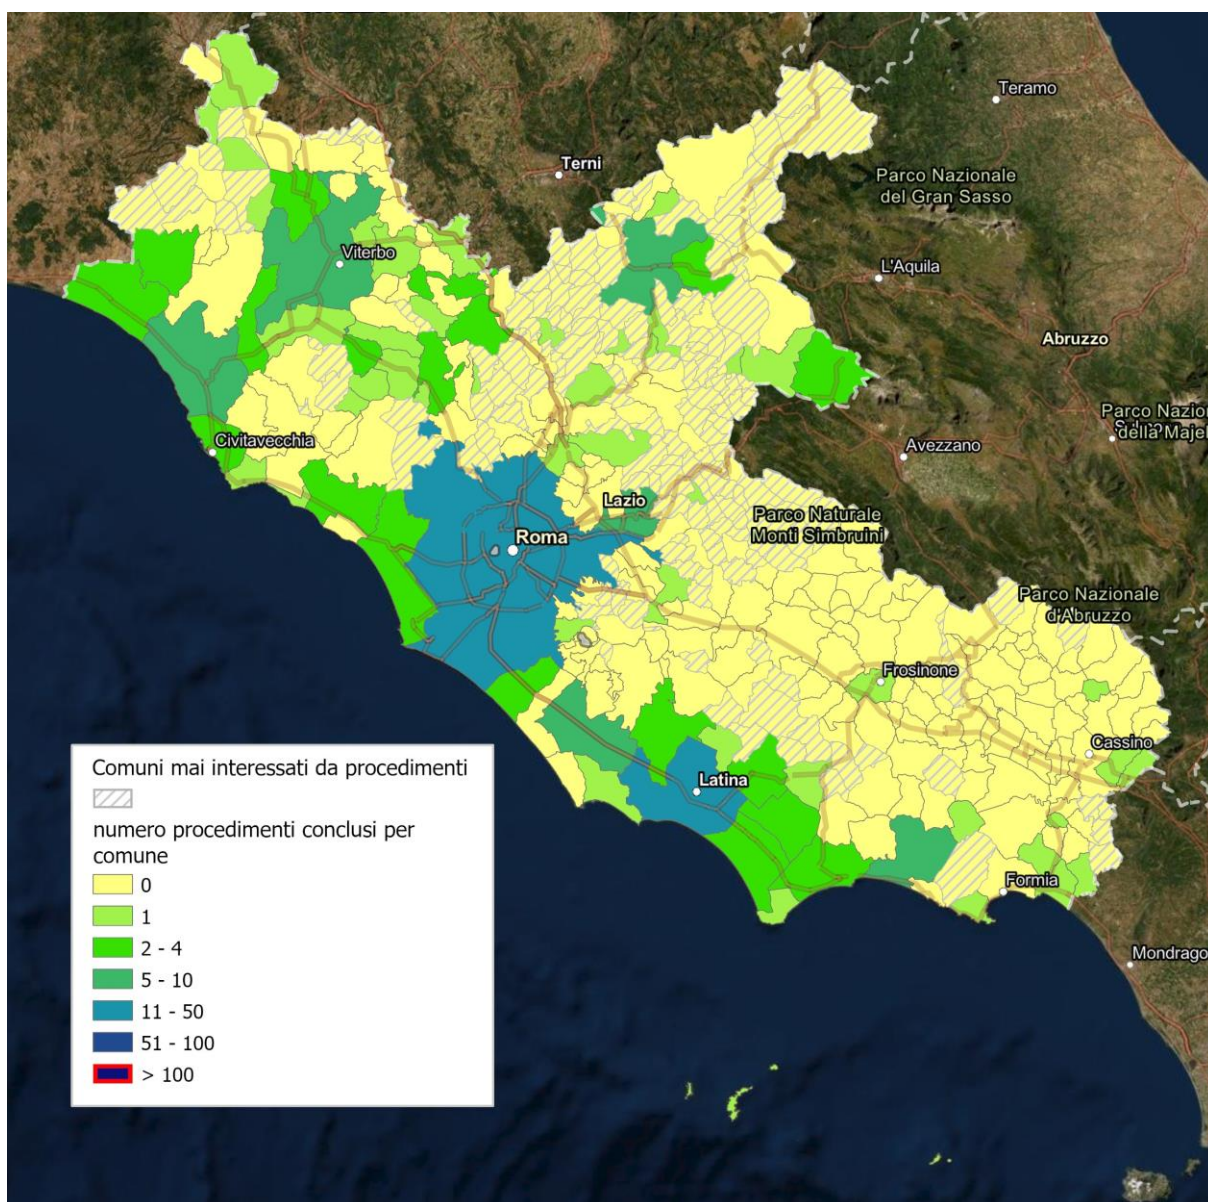 Teramo
Terni
Parco Nazionale
del Gran Sasso
Viterbo
L'Aquila
Abruzzo
Parco Nazion
della Majel
Civitavecchia
Avezzano
Lazio
Parco Naturale
Monti Simbruini
Roma
Parco Nazionale
d'Abruzzo
Frosinone
Cassino
Latina
Formia
Mondrago
Comuni mai interessati da procedimenti
numero procedimenti conclusi per
comune
0
1
2 - 4
5 - 10
11 - 50
51 - 100
> 100